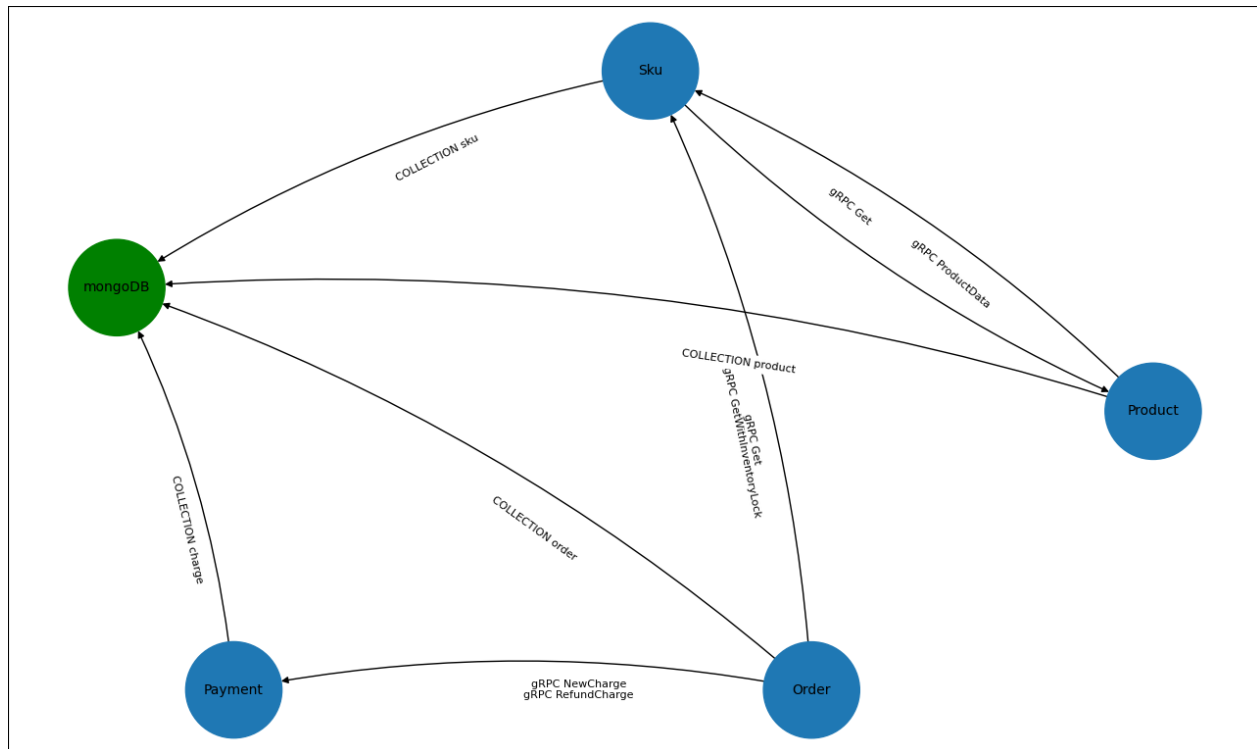 Sku
COLLECTION sku
gRPC Get
gRPC ProductData
mongoDB
COLLECTION product
gRPC Get
gRPC GetWithInventoryLock
Product
COLLECTION charge
COLLECTION order
Payment
gRPC NewCharge
gRPC RefundCharge
Order